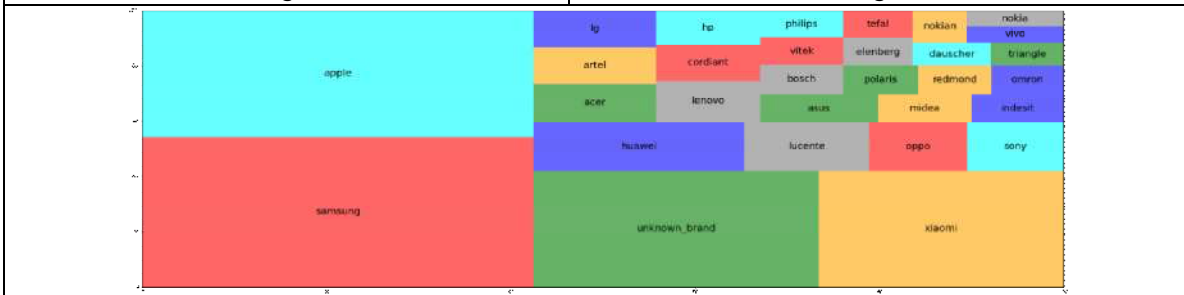 nokia
lg
hp
philips
tefal
nokian
vivo
vitek
elenberg
dauscher
triangle
apple
artel
cordiant
bosch
polaris
redmond
omron
acer
lenovo
asus
midea
indesit
huawei
lucente
oppo
sony
samsung
unknown_brand
xiaomi